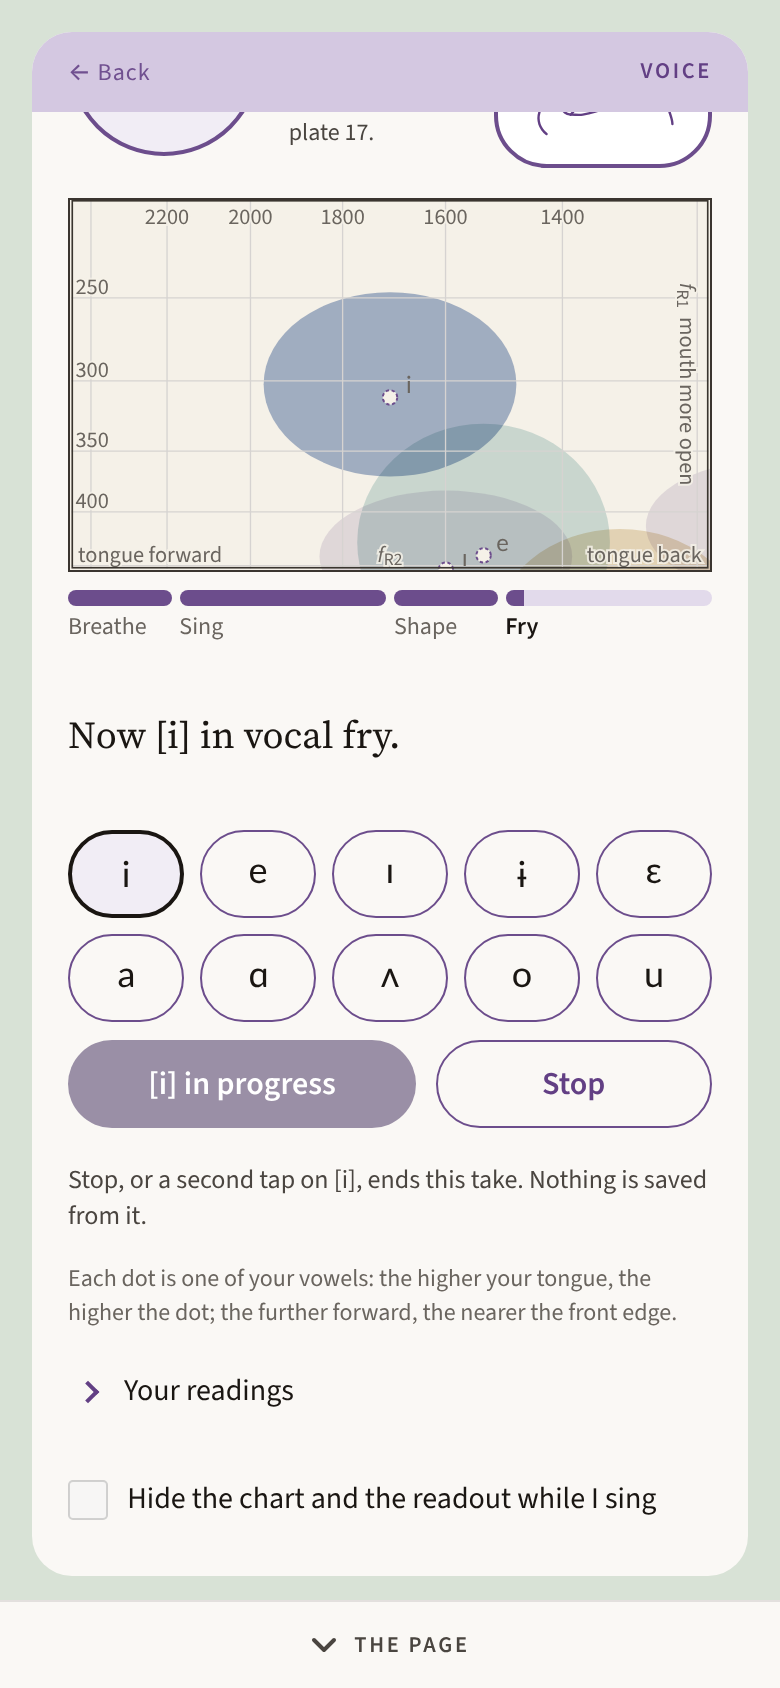 ← Back
VOICE
plate 17.
2200 2000 1800 1600 1400
250
300
350
400
fR1 mouth more open
i
e
ɪ
tongue forward
fR2
tongue back
Breathe Sing Shape Fry
Now [i] in vocal fry.
i e ɪ ɨ ɛ
a ɑ ʌ o u
[i] in progress
Stop
Stop, or a second tap on [i], ends this take. Nothing is saved
from it.
Each dot is one of your vowels: the higher your tongue, the
higher the dot; the further forward, the nearer the front edge.
Your readings
Hide the chart and the readout while I sing
THE PAGE